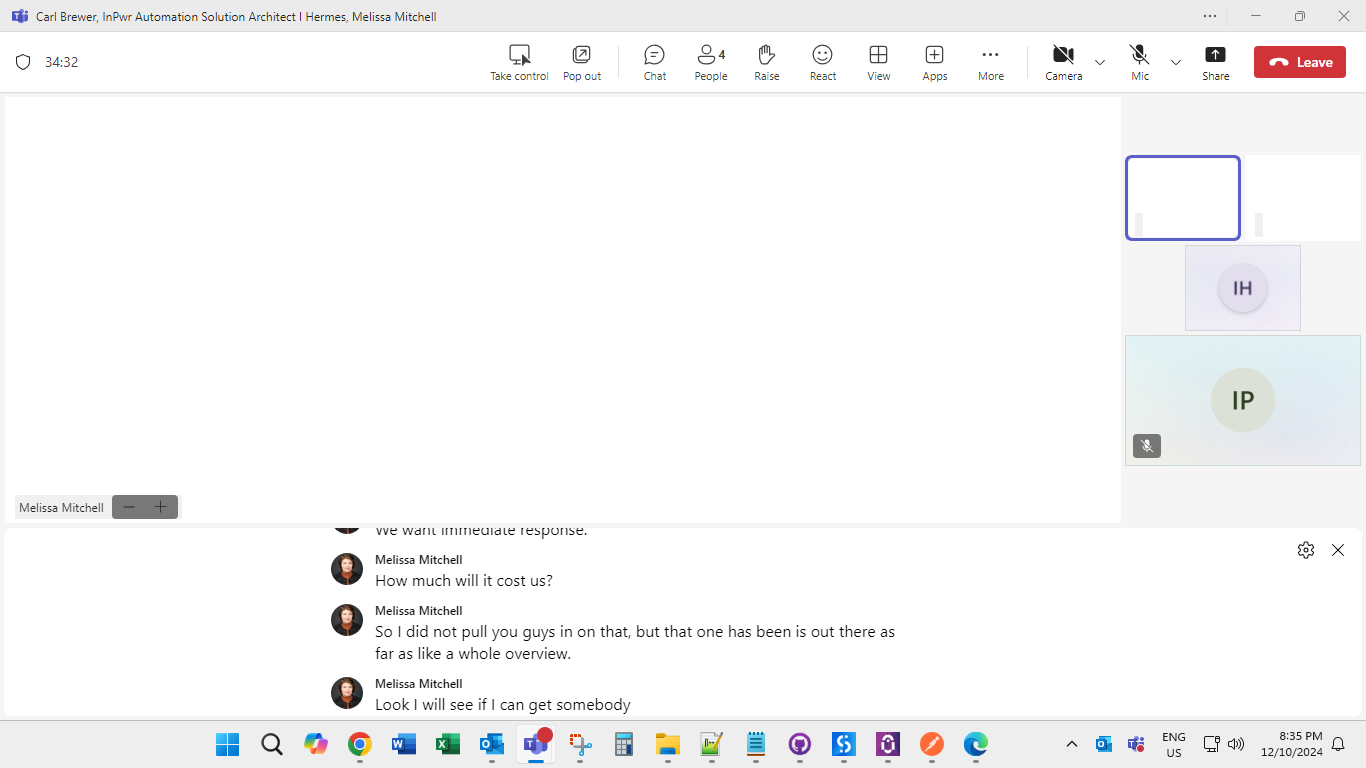 Carl Brewer, InPwr Automation Solution Architect I Hermes, Melissa Mitchell
34:32
Take control
Pop out
Chat
4
People
Raise
React
View
Apps
More
Camera
Mic
Share
Leave
IH
IP
Melissa Mitchell
We want immediate response.
Melissa Mitchell
How much will it cost us?
Melissa Mitchell
So I did not pull you guys in on that, but that one has been is out there as
far as like a whole overview.
Melissa Mitchell
Look I will see if I can get somebody
ENG
US
8:35 PM
12/10/2024